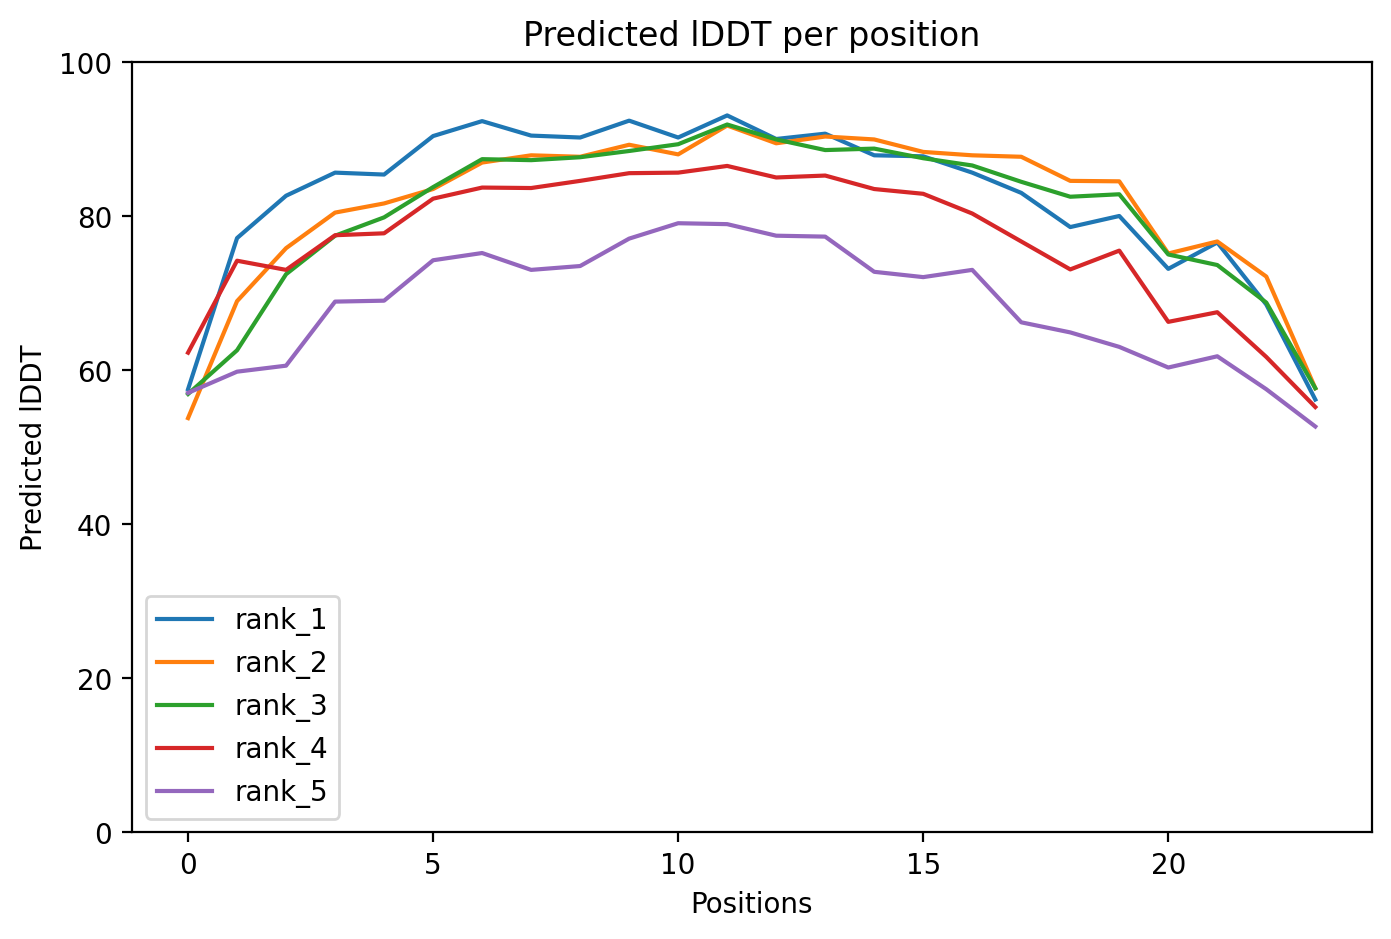 Predicted lDDT per position
100
80
60
40
20
0
Predicted lDDT
rank_1
rank_2
rank_3
rank_4
rank_5
0 5 10 15 20
Positions